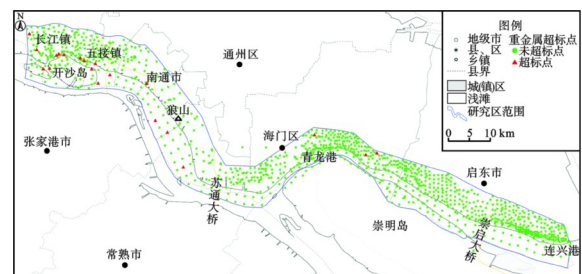 N
长江镇
五接镇
开沙岛
南通市
狼山
通州区
张家港市
海门区
青龙港
苏通大桥
常熟市
崇明岛
启东市
崇启大桥
连兴港
图例
地级市
县、区
乡镇
县界
城(镇)区
浅滩
研究区范围
重金属超标点
未超标点
超标点
0 5 10 km